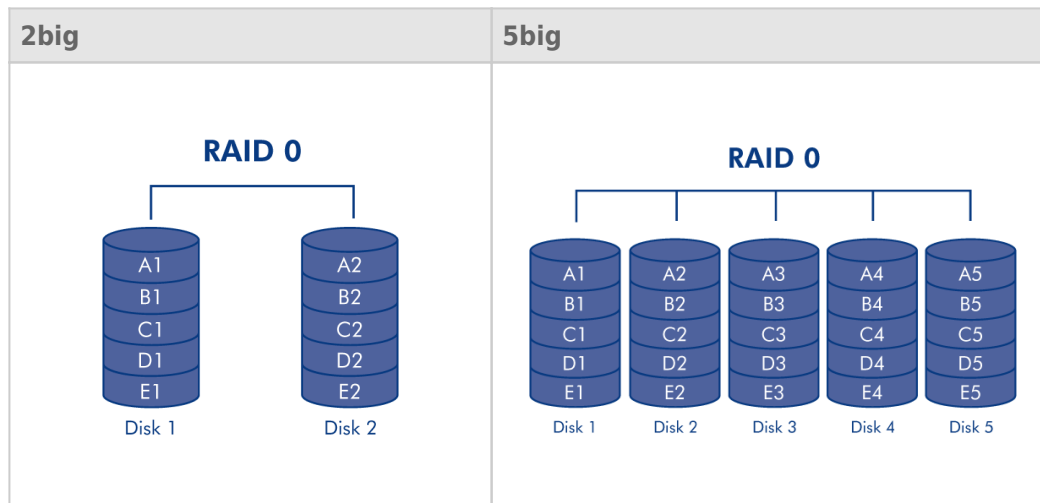 2big
5big
RAID 0
A1 A2
B1 B2
C1 C2
D1 D2
E1 E2
Disk 1 Disk 2
RAID 0
A1 A2 A3 A4 A5
B1 B2 B3 B4 B5
C1 C2 C3 C4 C5
D1 D2 D3 D4 D5
E1 E2 E3 E4 E5
Disk 1 Disk 2 Disk 3 Disk 4 Disk 5